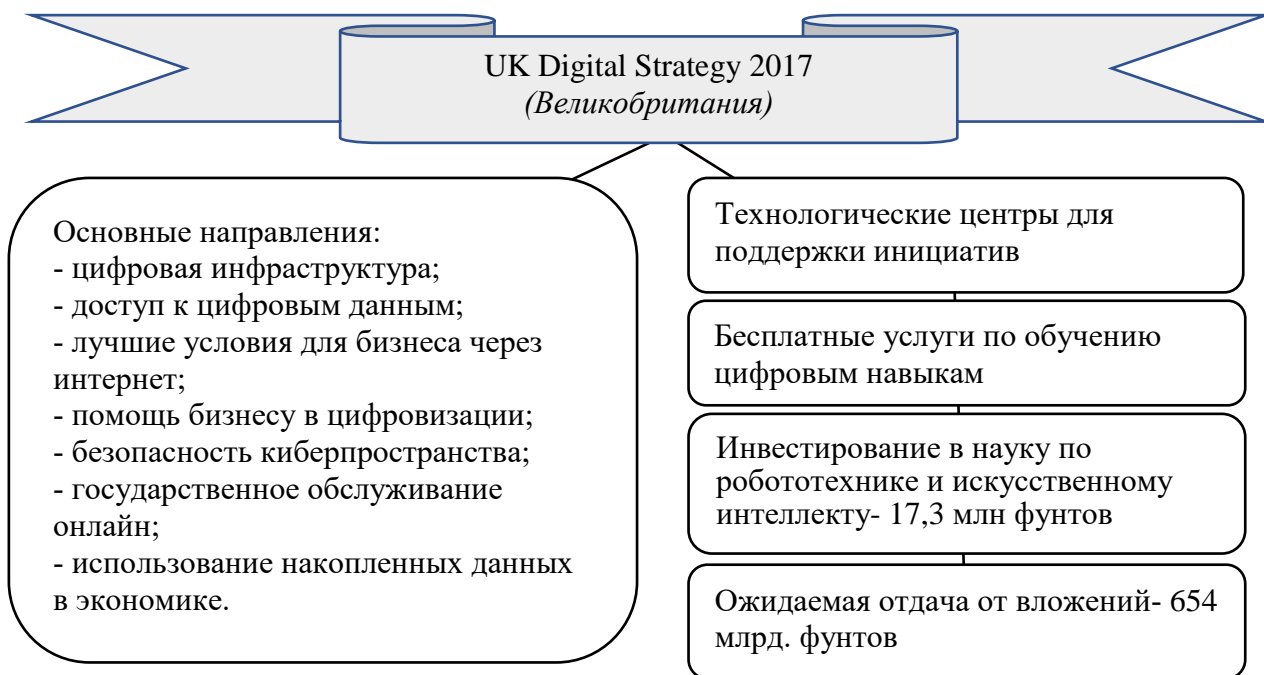 UK Digital Strategy 2017
(Великобритания)
Основные направления:
- цифровая инфраструктура;
- доступ к цифровым данным;
- лучшие условия для бизнеса через
интернет;
- помощь бизнесу в цифровизации;
- безопасность киберпространства;
- государственное обслуживание
онлайн;
- использование накопленных данных
в экономике.
Технологические центры для
поддержки инициатив
Бесплатные услуги по обучению
цифровым навыкам
Инвестирование в науку по
робототехнике и искусственному
интеллекту- 17,3 млн фунтов
Ожидаемая отдача от вложений- 654
млрд. фунтов